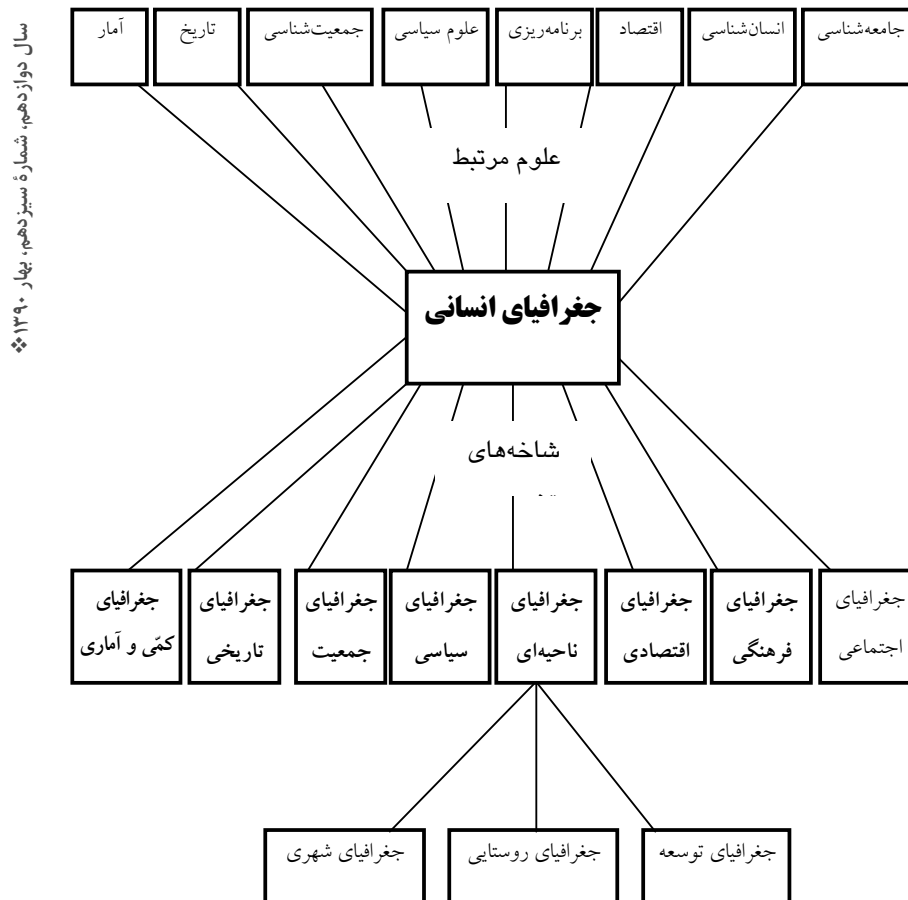 سال دوازدهم، شمارهٔ سیزدهم، بهار ۱۳۹۰
جامعه‌شناسی
انسان‌شناسی
اقتصاد
برنامه‌ریزی
علوم سیاسی
جمعیت‌شناسی
تاریخ
آمار
علوم مرتبط
جغرافیای انسانی
شاخه‌های
جغرافیای
اجتماعی
جغرافیای
فرهنگی
جغرافیای
اقتصادی
جغرافیای
ناحیه‌ای
جغرافیای
سیاسی
جغرافیای
جمعیت
جغرافیای
تاریخی
جغرافیای
کمّی و آماری
جغرافیای توسعه
جغرافیای روستایی
جغرافیای شهری